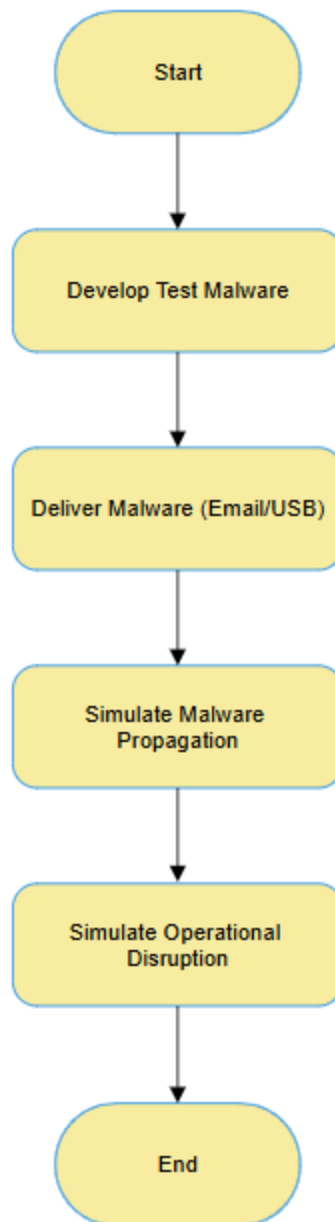 Start
Develop Test Malware
Deliver Malware (Email/USB)
Simulate Malware
Propagation
Simulate Operational
Disruption
End